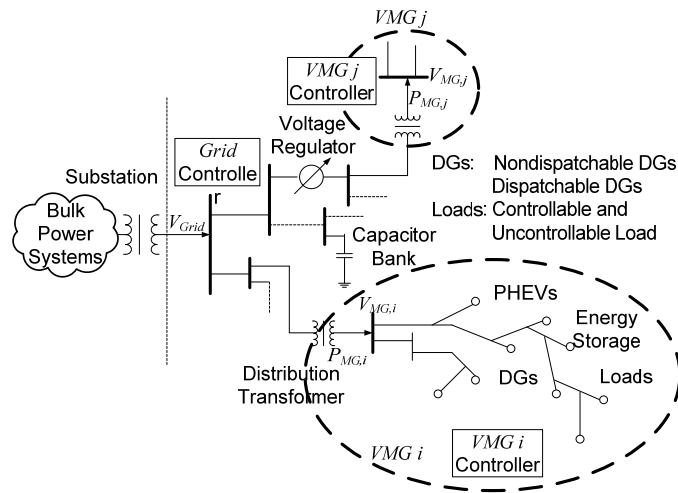 VMG j
VMG j
Controller
V_MG,j
P_MG,j
Voltage
Regulator
Grid
Controlle
r
Substation
DGs: Nondispatchable DGs
Dispatchable DGs
Loads: Controllable and
Uncontrollable Load
Bulk
Power
Systems
V_Grid
Capacitor
Bank
V_MG,i
P_MG,i
PHEVs
Energy
Storage
DGs
Loads
Distribution
Transformer
VMG i
VMG i
Controller